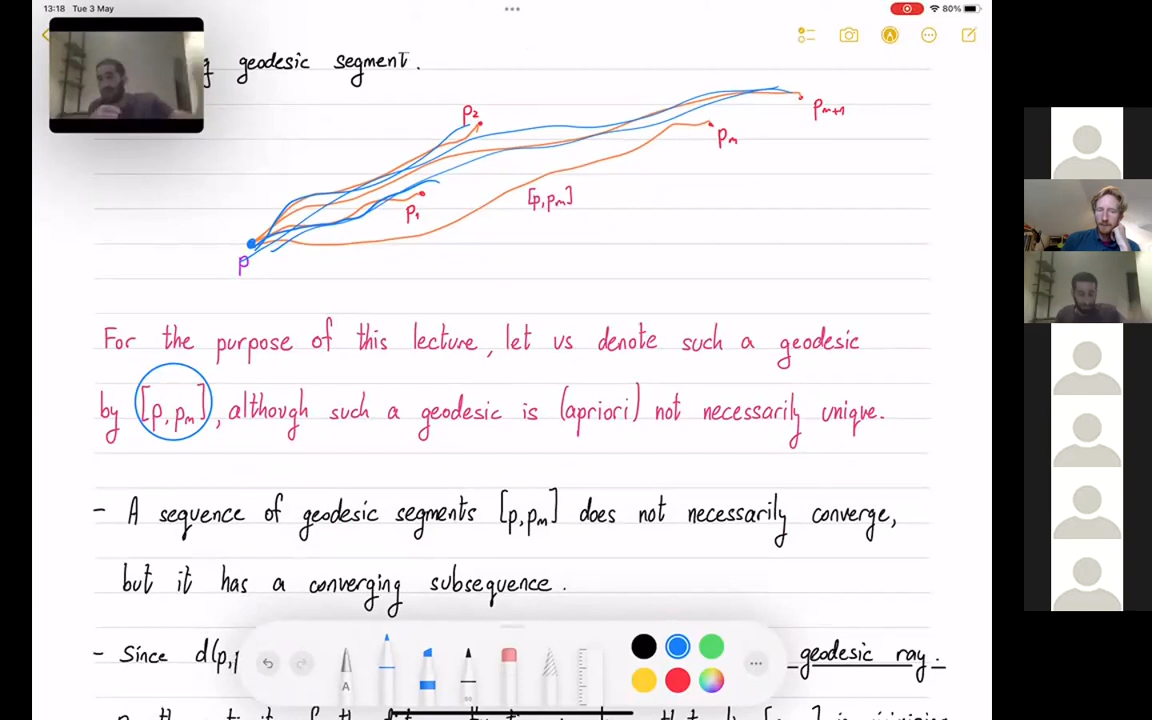 13:18 Tue 3 May
80%
geodesic segment.
p2
pm+1
pm
[p,pm]
p1
p
For the purpose of this lecture, let us denote such a geodesic
by [p,pm], although such a geodesic is (apriori) not necessarily unique.
- A sequence of geodesic segments [p,pm] does not necessarily converge,
but it has a converging subsequence.
- Since d(p,
geodesic ray.
A
50